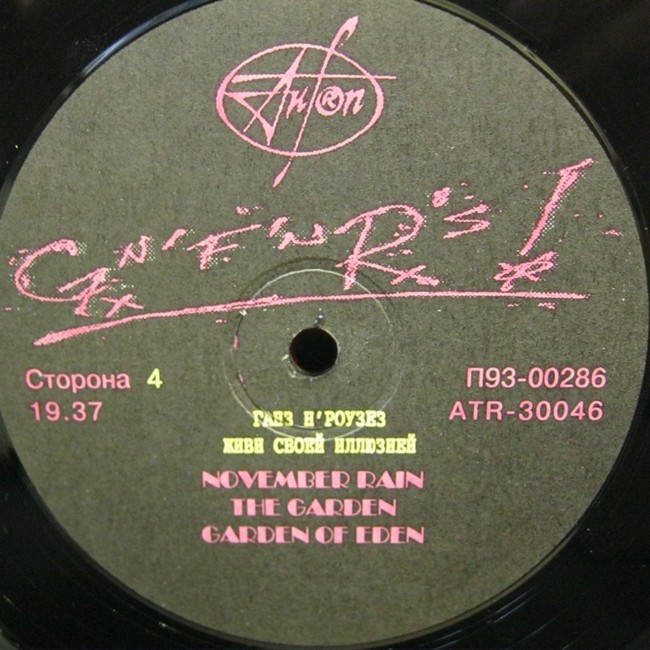 AnTrop
G N' F' N R's !
Сторона 4
П93-00286
19.37
ATR-30046
ГАНЗ Н'РОУЗЕЗ
ЖИВИ СВОЕЙ ИЛЛЮЗИЕЙ
NOVEMBER RAIN
THE GARDEN
GARDEN OF EDEN